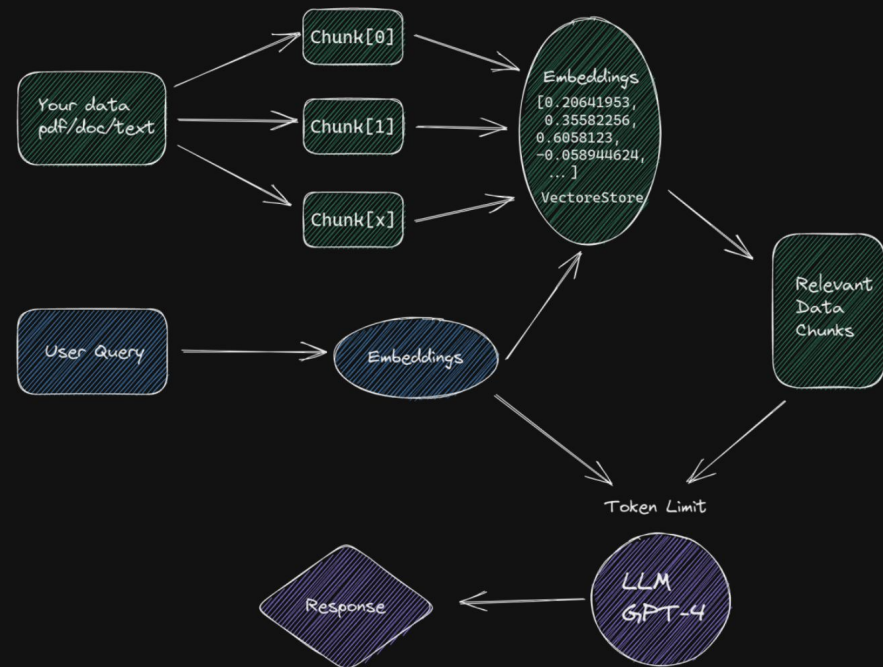 Your data
pdf/doc/text
Chunk[0]
Chunk[1]
Chunk[x]
Embeddings
[0.20641953,
0.35582256,
0.6058123,
-0.058944624,
...]
VectoreStore
Relevant
Data
Chunks
User Query
Embeddings
Token Limit
LLM
GPT-4
Response